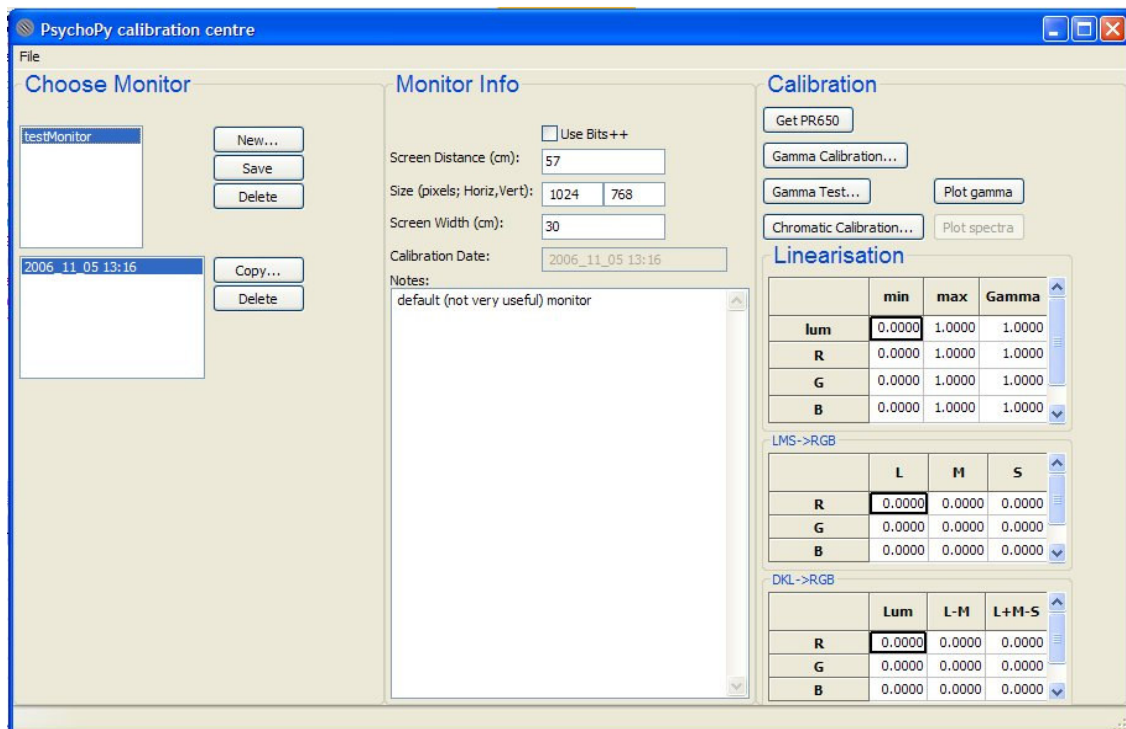 PsychoPy calibration centre
File
Choose Monitor
testMonitor
New...
Save
Delete
2006_11_05 13:16
Copy...
Delete
Monitor Info
Use Bits++
Screen Distance (cm): 57
Size (pixels; Horiz,Vert): 1024 768
Screen Width (cm): 30
Calibration Date: 2006_11_05 13:16
Notes:
default (not very useful) monitor
Calibration
Get PR650
Gamma Calibration...
Gamma Test... Plot gamma
Chromatic Calibration... Plot spectra
Linearisation
min max Gamma
lum 0.0000 1.0000 1.0000
R 0.0000 1.0000 1.0000
G 0.0000 1.0000 1.0000
B 0.0000 1.0000 1.0000
LMS->RGB
L M S
R 0.0000 0.0000 0.0000
G 0.0000 0.0000 0.0000
B 0.0000 0.0000 0.0000
DKL->RGB
Lum L-M L+M-S
R 0.0000 0.0000 0.0000
G 0.0000 0.0000 0.0000
B 0.0000 0.0000 0.0000